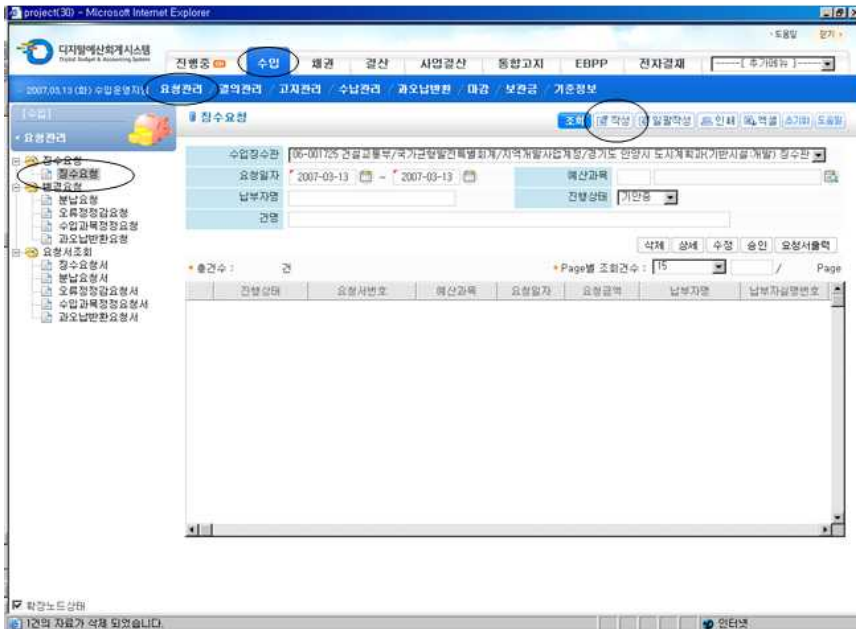 project(30) - Microsoft Internet Explorer
도움말 닫기
디지털예산회계시스템
Digital Budget & Accounting System
진행중 수입 채권 결산 사업결산 통합고지 EBPP 전자결재 ------[ 추가메뉴 ]------
2007.03.13 (화) 요청관리 결의관리 고지관리 수납관리 과오납반환 마감 보관금 기준정보
[수입]
요청관리
징수요청
조회 작성 일괄작성 인쇄 엑셀 초기화 도움말
징수요청
징수요청
변경요청
분납요청
오류정정감요청
수입과목정정요청
과오납반환요청
요청서조회
징수요청서
분납요청서
오류정정감요청서
수입과목정정요청서
과오납반환요청서
수입징수관 [06-001725 건설교통부/국가균형발전특별회계/지역개발사업계정/경기도 안양시 도시계획과(기반시설:개발) 징수관
요청일자 2007-03-13 ~ 2007-03-13 예산과목
납부자명 진행상태 기안중
건명
삭제 상세 수정 승인 요청서출력
총건수 : 건 Page별 조회건수 : 15 / Page
진행상태 요청서번호 예산과목 요청일자 요청금액 납부자명 납부자실명번호
확장노드상태
1건의 자료가 삭제 되었습니다. 인터넷